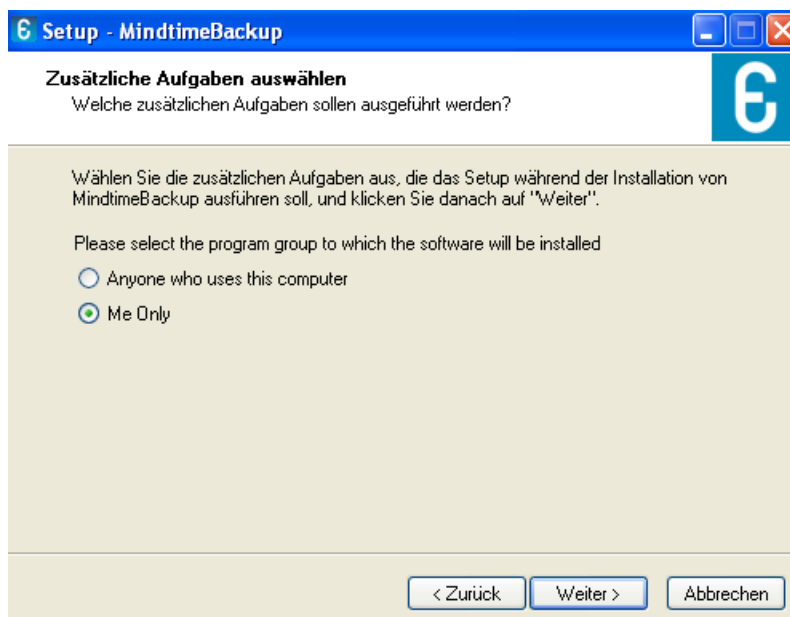 Setup - MindtimeBackup
Zusätzliche Aufgaben auswählen
Welche zusätzlichen Aufgaben sollen ausgeführt werden?
Wählen Sie die zusätzlichen Aufgaben aus, die das Setup während der Installation von
MindtimeBackup ausführen soll, und klicken Sie danach auf "Weiter".
Please select the program group to which the software will be installed
Anyone who uses this computer
Me Only
< Zurück Weiter > Abbrechen